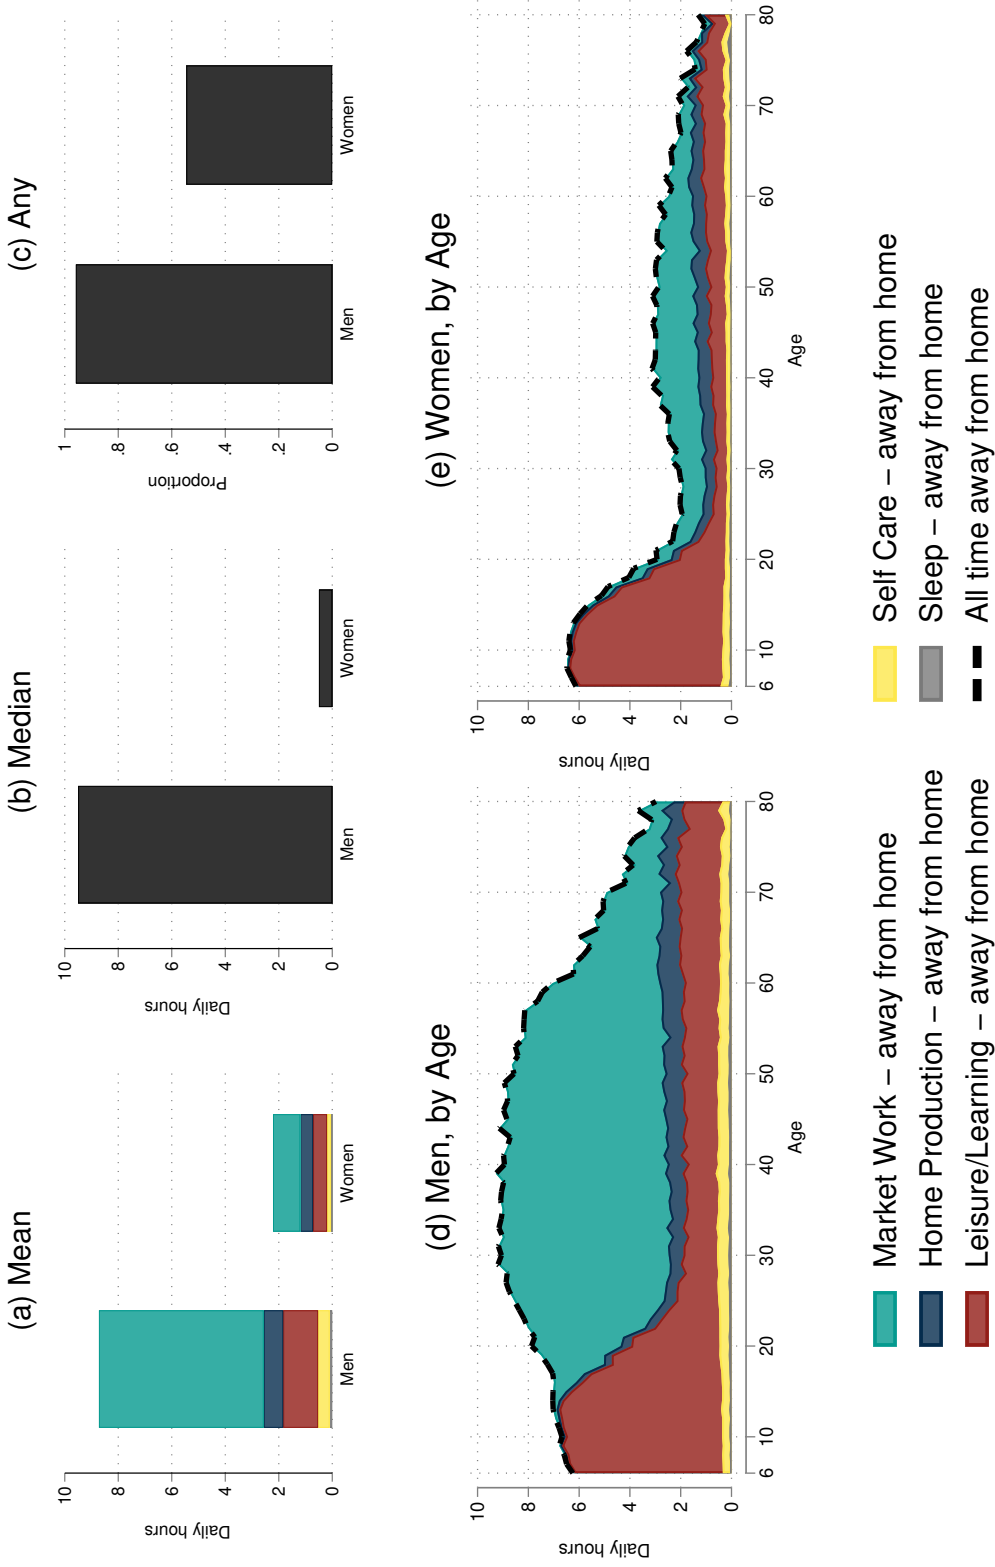 (a) Mean
Daily hours
10
8
6
4
2
0
Men
Women
(b) Median
Daily hours
10
8
6
4
2
0
Men
Women
(c) Any
Proportion
1
.8
.6
.4
.2
0
Men
Women
(d) Men, by Age
Daily hours
10
8
6
4
2
0
6 10 20 30 40 50 60 70 80
Age
(e) Women, by Age
Daily hours
10
8
6
4
2
0
6 10 20 30 40 50 60 70 80
Age
Market Work – away from home
Home Production – away from home
Leisure/Learning – away from home
Self Care – away from home
Sleep – away from home
All time away from home